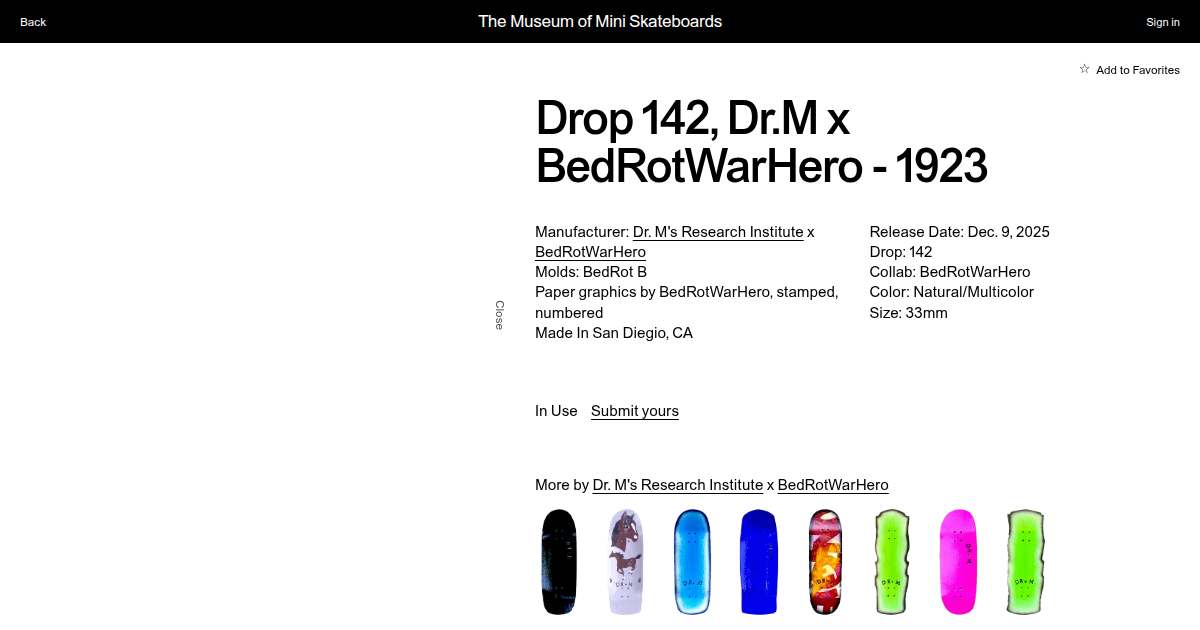 Back
The Museum of Mini Skateboards
Sign in
☆ Add to Favorites
Drop 142, Dr.M x
BedRotWarHero - 1923
Manufacturer: Dr. M's Research Institute x
BedRotWarHero
Molds: BedRot B
Paper graphics by BedRotWarHero, stamped,
numbered
Made In San Diegio, CA
Release Date: Dec. 9, 2025
Drop: 142
Collab: BedRotWarHero
Color: Natural/Multicolor
Size: 33mm
Close
In Use Submit yours
More by Dr. M's Research Institute x BedRotWarHero